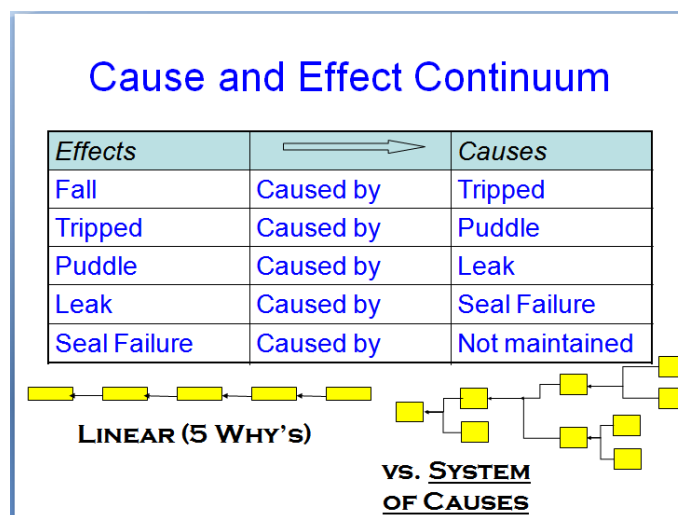 Cause and Effect Continuum
Effects Causes
Fall Caused by Tripped
Tripped Caused by Puddle
Puddle Caused by Leak
Leak Caused by Seal Failure
Seal Failure Caused by Not maintained
Linear (5 Why's)
vs. System
of Causes